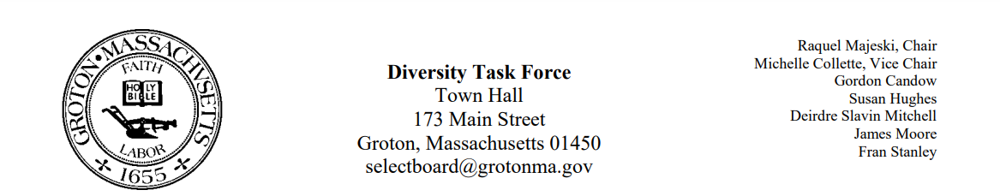 GROTON • MASSACHVSETTS
FAITH
HOLY
BIBLE
LABOR
1655
Diversity Task Force
Town Hall
173 Main Street
Groton, Massachusetts 01450
selectboard@grotonma.gov
Raquel Majeski, Chair
Michelle Collette, Vice Chair
Gordon Candow
Susan Hughes
Deirdre Slavin Mitchell
James Moore
Fran Stanley